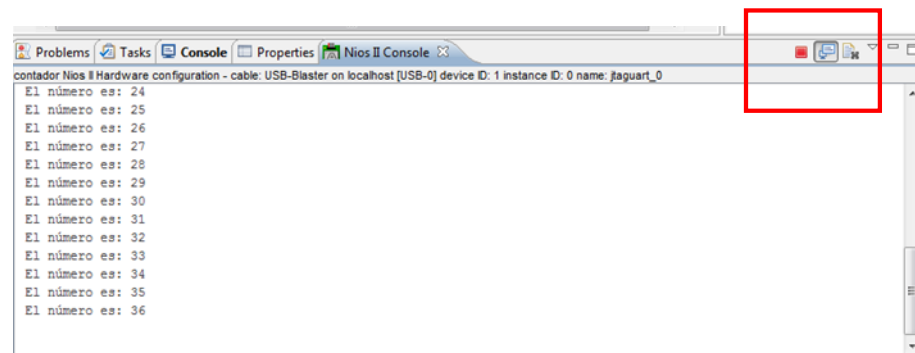 Problems Tasks Console Properties Nios II Console
contador Nios II Hardware configuration - cable: USB-Blaster on localhost [USB-0] device ID: 1 instance ID: 0 name: jtaguart_0
El número es: 24
El número es: 25
El número es: 26
El número es: 27
El número es: 28
El número es: 29
El número es: 30
El número es: 31
El número es: 32
El número es: 33
El número es: 34
El número es: 35
El número es: 36